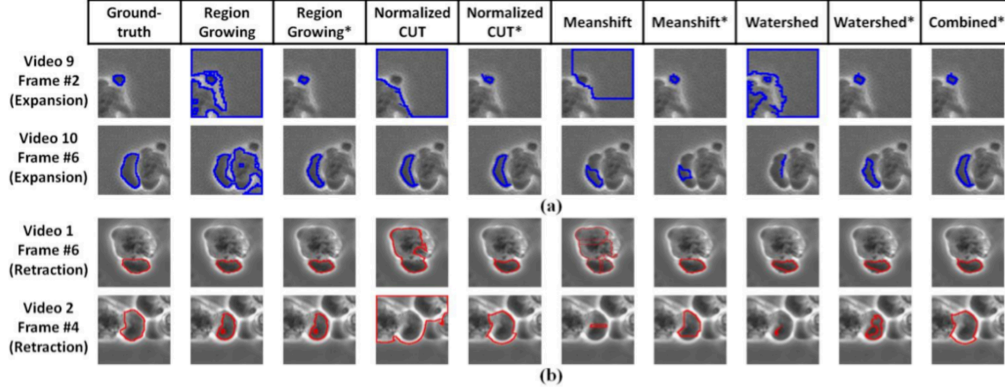 Ground-
truth
Region
Growing
Region
Growing*
Normalized
CUT
Normalized
CUT*
Meanshift
Meanshift*
Watershed
Watershed*
Combined*
Video 9
Frame #2
(Expansion)
Video 10
Frame #6
(Expansion)
(a)
Video 1
Frame #6
(Retraction)
Video 2
Frame #4
(Retraction)
(b)